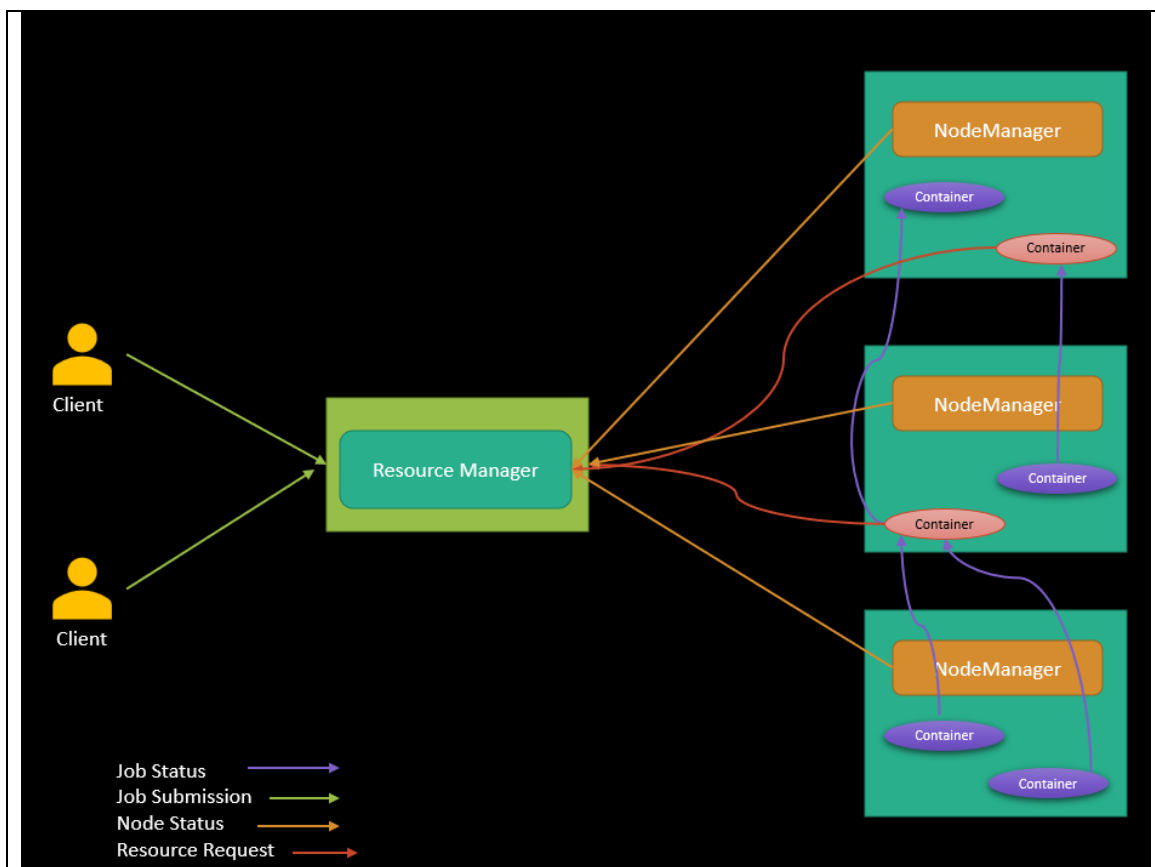 NodeManager
Container
Container
Client
NodeManager
Resource Manager
Container
Container
Client
NodeManager
Container
Container
Job Status
Job Submission
Node Status
Resource Request